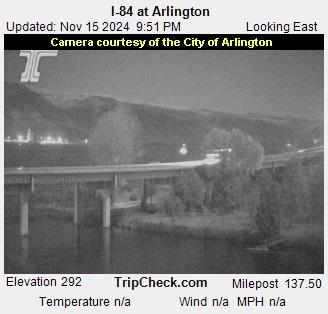 I-84 at Arlington
Updated: Nov 15 2024 9:51 PM Looking East
Camera courtesy of the City of Arlington
Elevation 292 TripCheck.com Milepost 137.50
Temperature n/a Wind n/a MPH n/a